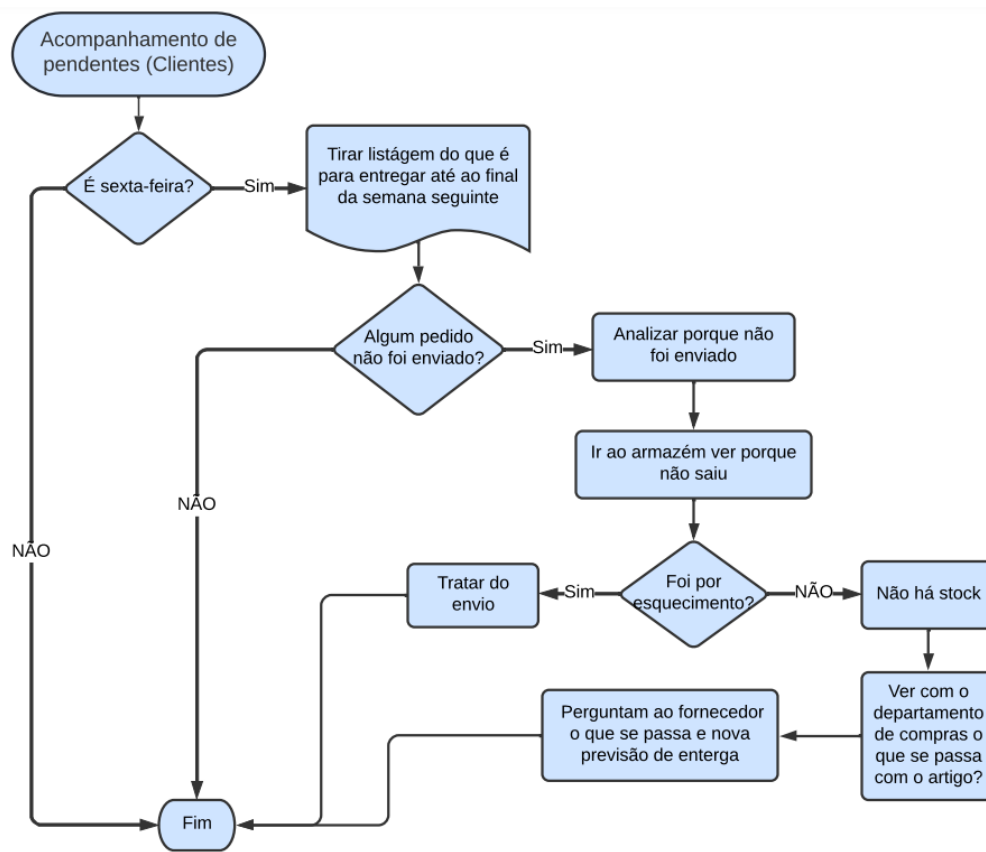 Acompanhamento de
pendentes (Clientes)
É sexta-feira?
Sim
Tirar listágem do que é
para entregar até ao final
da semana seguinte
Algum pedido
não foi enviado?
Sim
Analizar porque não
foi enviado
Ir ao armazém ver porque
não saiu
NÃO
NÃO
Foi por
esquecimento?
Sim
Tratar do
envio
NÃO
Não há stock
Ver com o
departamento
de compras o
que se passa
com o artigo?
Perguntam ao fornecedor
o que se passa e nova
previsão de enterga
Fim